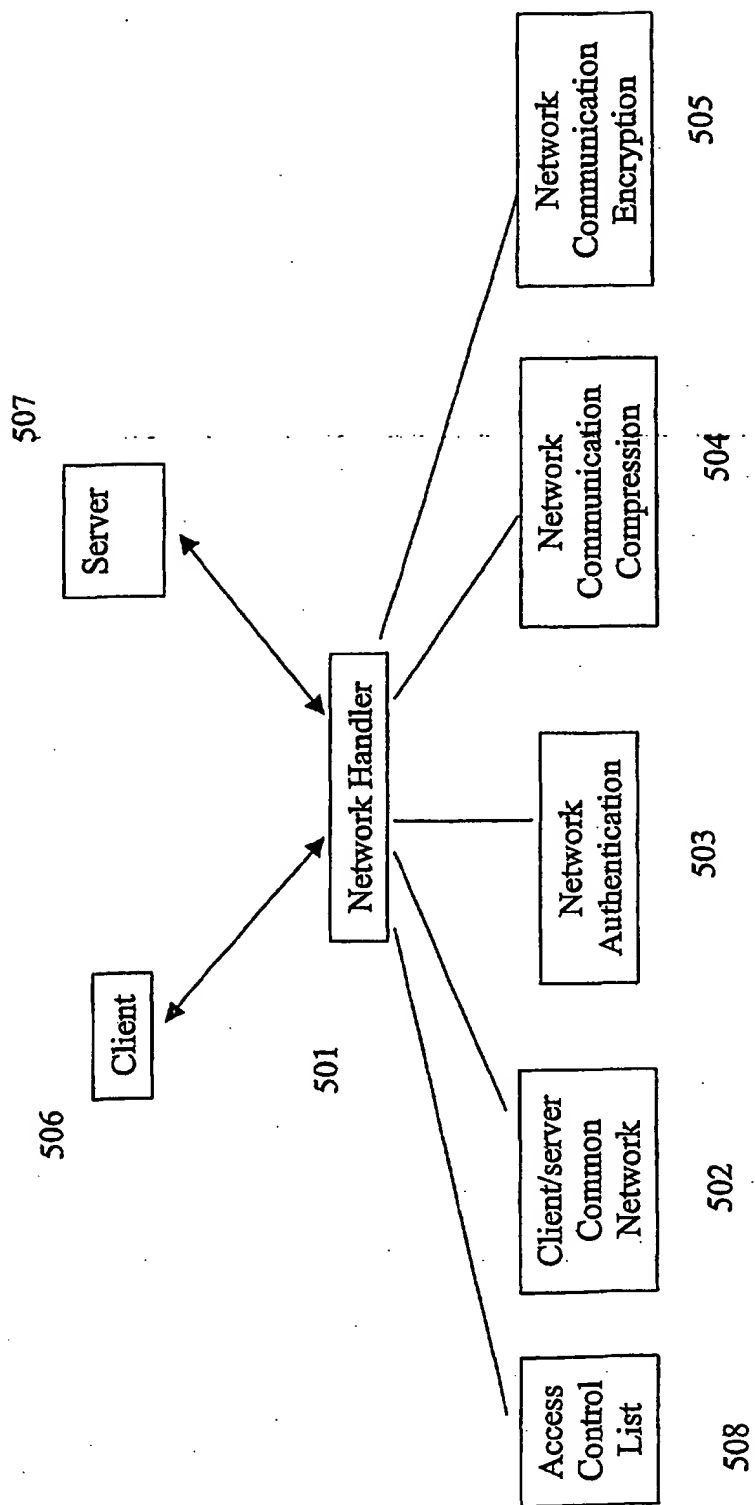 506
Client
Server
507
501
Network Handler
Access
Control
List
Client/server
Common
Network
Network
Authentication
Network
Communication
Compression
Network
Communication
Encryption
508
502
503
504
505